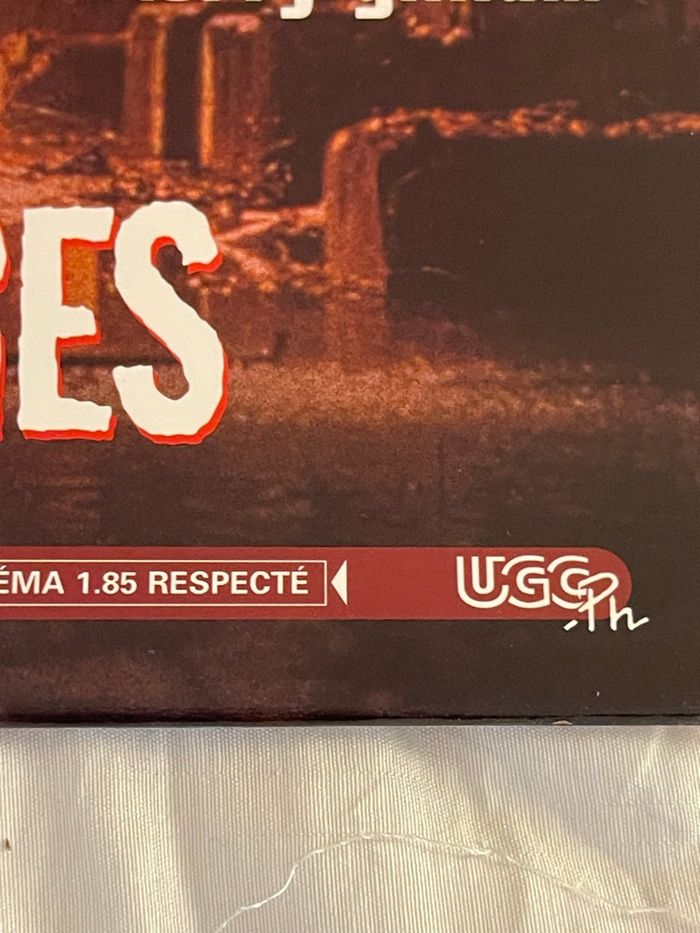 ES
ÉMA 1.85 RESPECTÉ
UGC Ph